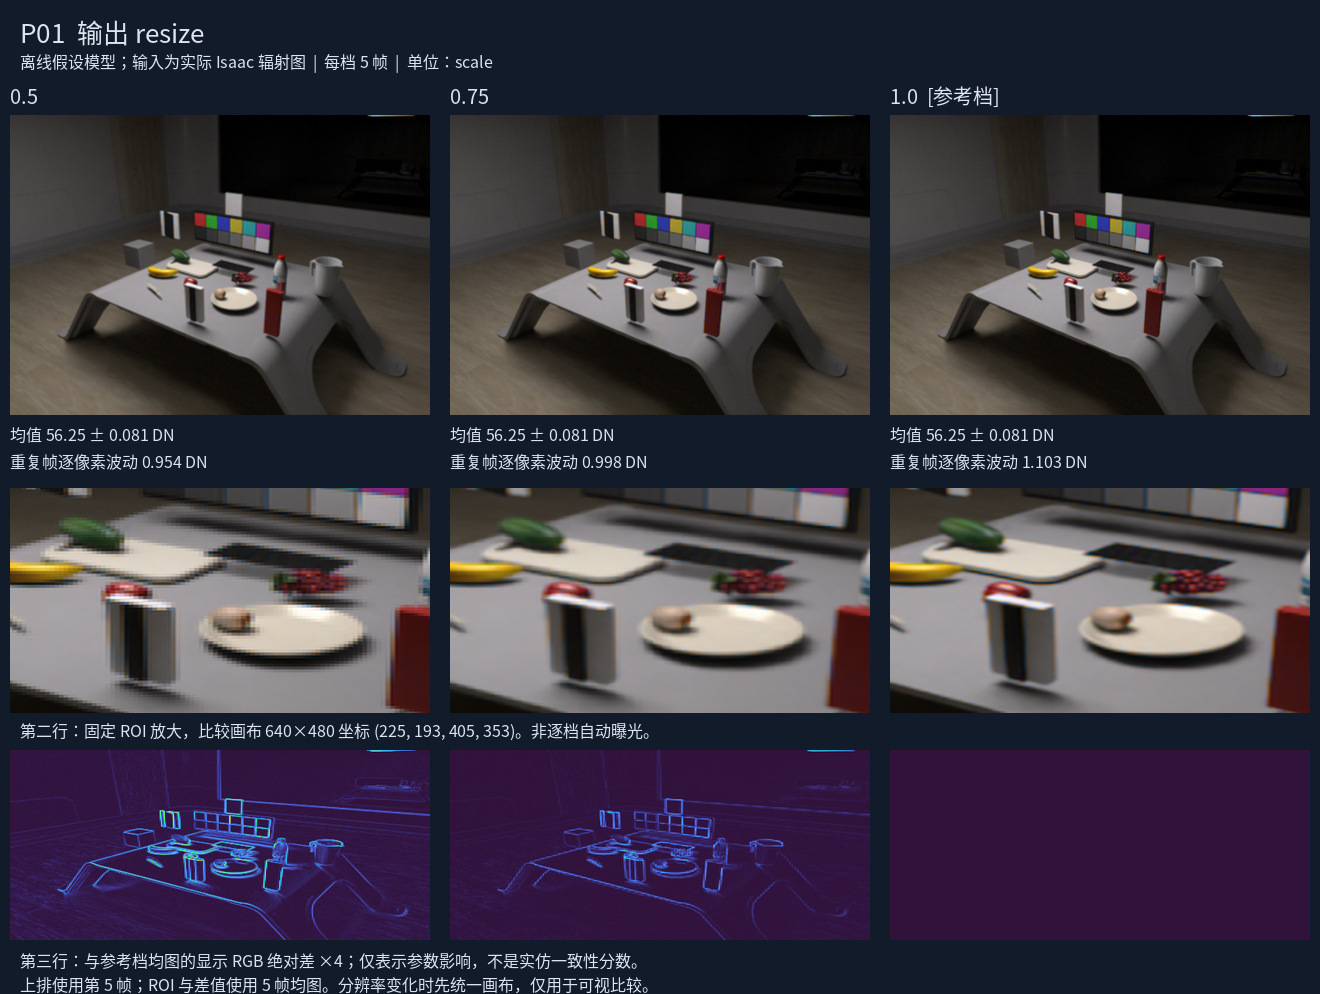 P01 输出 resize
离线假设模型；输入为实际 Isaac 辐射图 | 每档 5 帧 | 单位：scale
0.5
0.75
1.0 [参考档]
均值 56.25 ± 0.081 DN
重复帧逐像素波动 0.954 DN
均值 56.25 ± 0.081 DN
重复帧逐像素波动 0.998 DN
均值 56.25 ± 0.081 DN
重复帧逐像素波动 1.103 DN
第二行：固定 ROI 放大，比较画布 640×480 坐标 (225, 193, 405, 353)。非逐档自动曝光。
第三行：与参考档均图的显示 RGB 绝对差 ×4；仅表示参数影响，不是实仿一致性分数。
上排使用第 5 帧；ROI 与差值使用 5 帧均图。分辨率变化时先统一画布，仅用于可视比较。